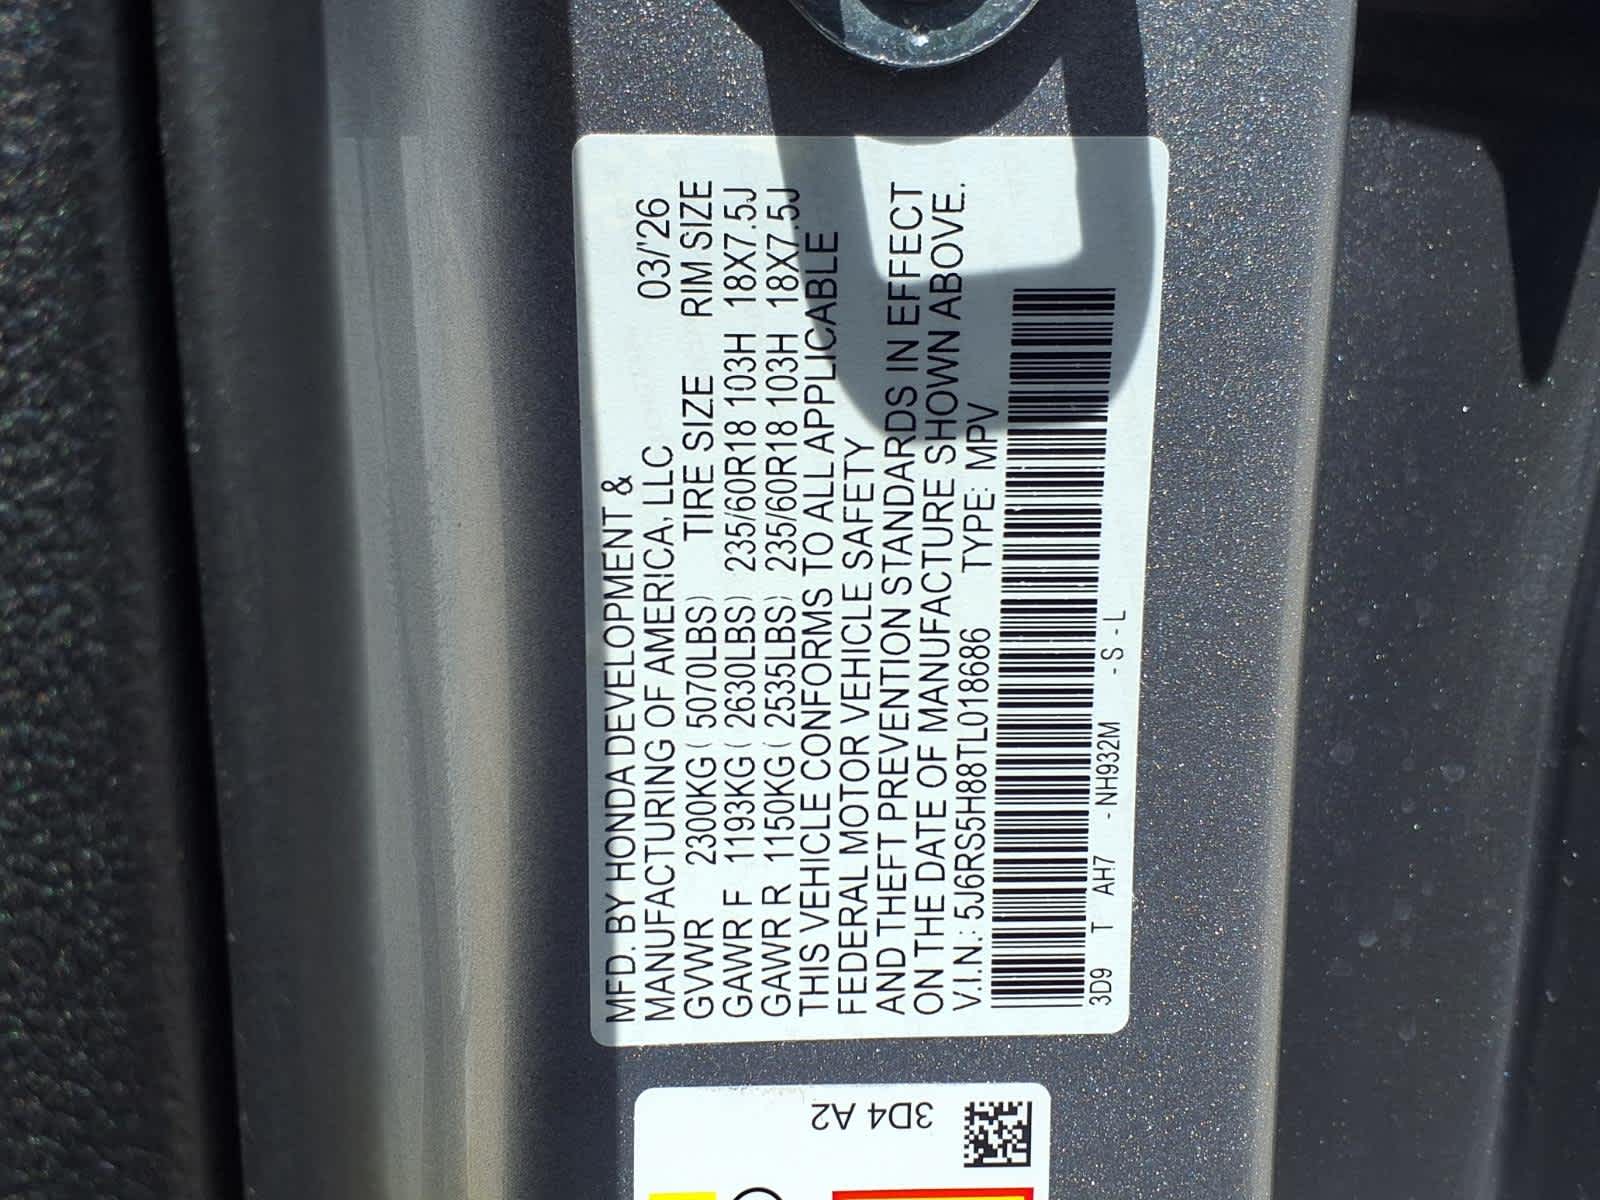 MFD. BY HONDA DEVELOPMENT &
MANUFACTURING OF AMERICA, LLC 03/'26
GVWR 2300KG ( 5070LBS) TIRE SIZE RIM SIZE
GAWR F 1193KG ( 2630LBS) 235/60R18 103H 18X7.5J
GAWR R 1150KG ( 2535LBS) 235/60R18 103H 18X7.5J
THIS VEHICLE CONFORMS TO ALL APPLICABLE
FEDERAL MOTOR VEHICLE SAFETY
AND THEFT PREVENTION STANDARDS IN EFFECT
ON THE DATE OF MANUFACTURE SHOWN ABOVE.
V.I.N.: 5J6RS5H88TL018686 TYPE: MPV
3D9 T AH7 - NH932M - S - L
3D4 A2